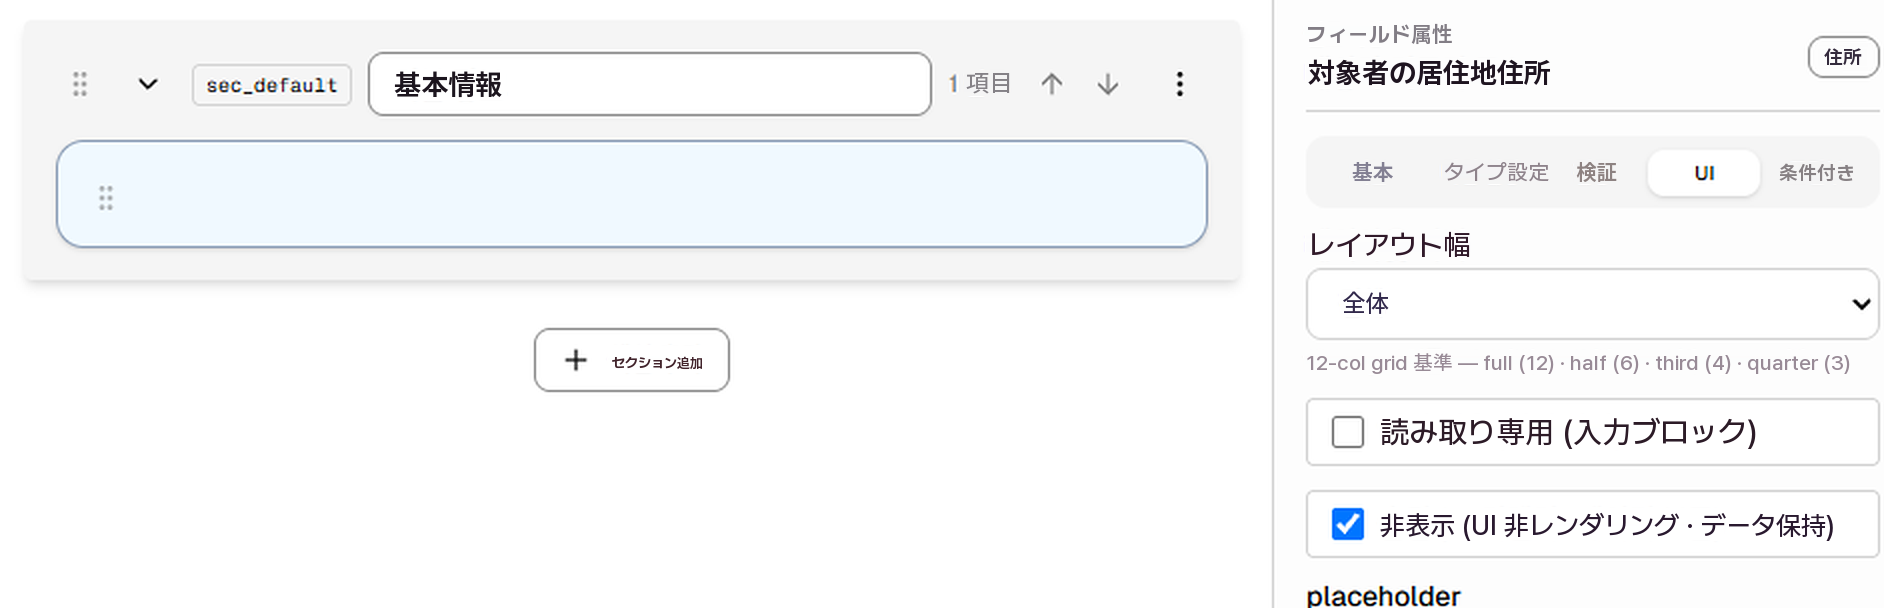 sec_default 基本情報 1 項目
セクション追加
フィールド属性
対象者の居住地住所
住所
基本 タイプ設定 検証 UI 条件付き
レイアウト幅
全体
12-col grid 基準 — full (12) · half (6) · third (4) · quarter (3)
読み取り専用 (入力ブロック)
非表示 (UI 非レンダリング · データ保持)
placeholder